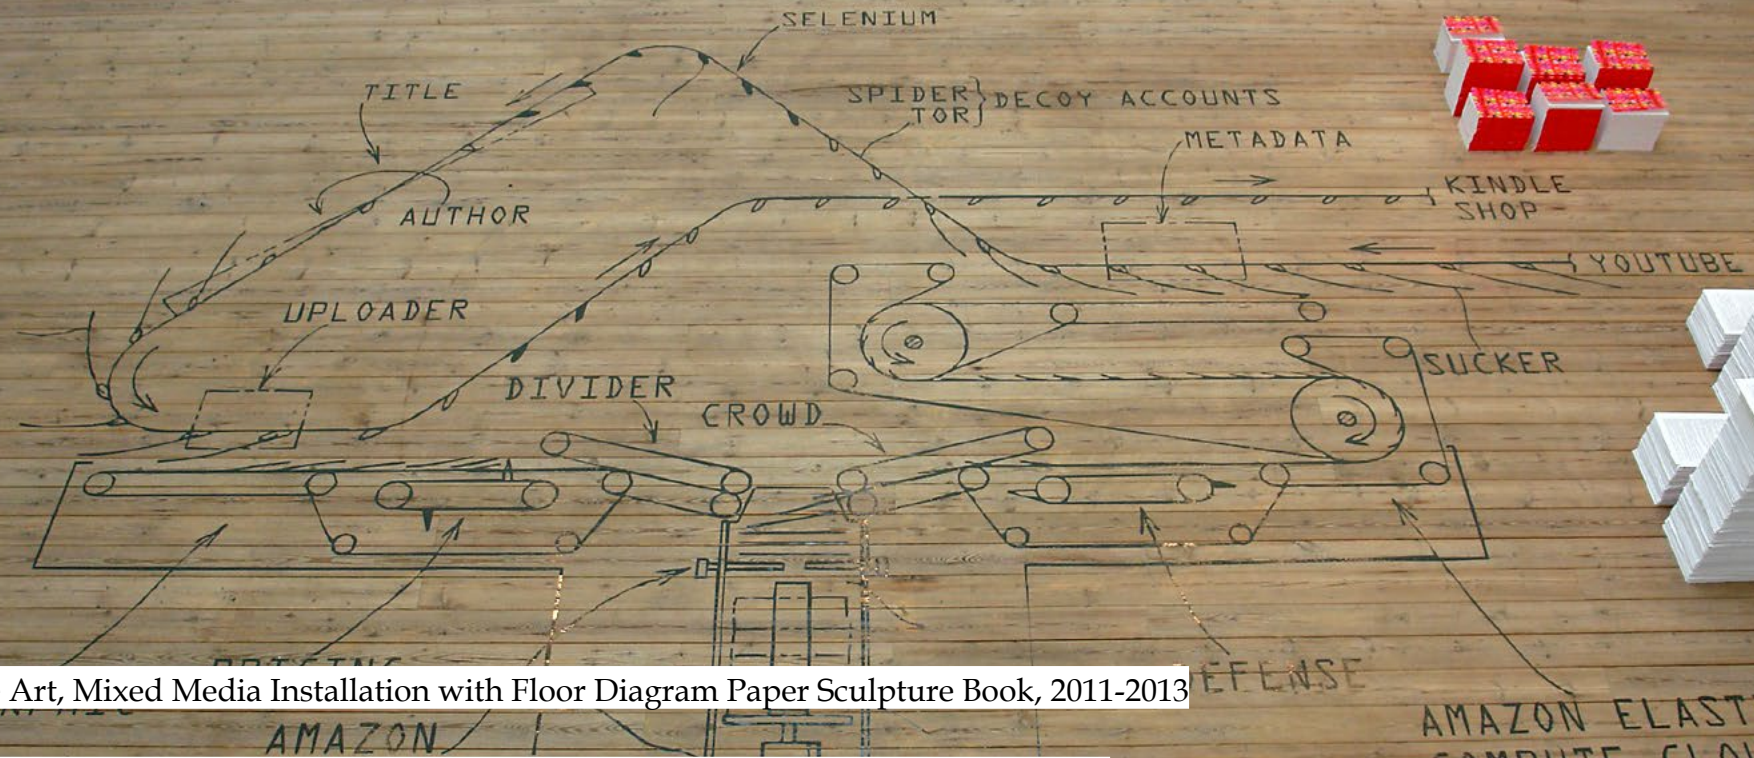 SELENIUM
TITLE
SPIDER
TOR
DECOY ACCOUNTS
METADATA
KINDLE
SHOP
AUTHOR
YOUTUBE
UPLOADER
SUCKER
DIVIDER
CROWD
DEFENSE
Art, Mixed Media Installation with Floor Diagram Paper Sculpture Book, 2011-2013
AMAZON ELAST
AMAZON